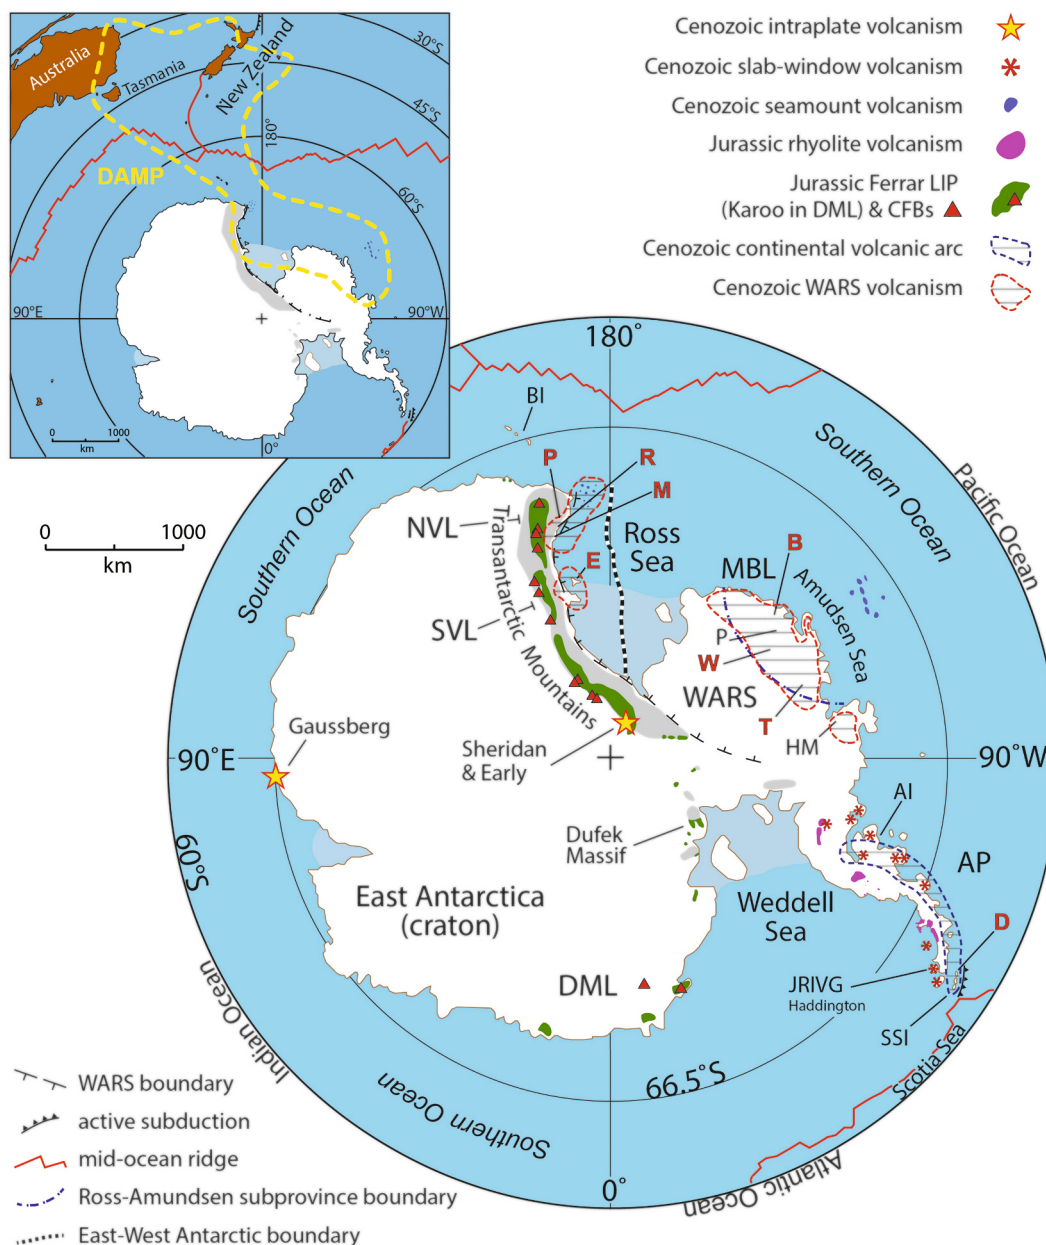 Australia
Tasmania
New Zealand
30°S
45°S
60°S
180°
DAMP
90°E
90°W
0
1000
km
0°
Cenozoic intraplate volcanism
Cenozoic slab-window volcanism
Cenozoic seamount volcanism
Jurassic rhyolite volcanism
Jurassic Ferrar LIP
(Karoo in DML) & CFBs
Cenozoic continental volcanic arc
Cenozoic WARS volcanism
0
1000
km
180°
BI
Southern Ocean
Southern Ocean
Pacific Ocean
P
R
M
NVL
Transantarctic Mountains
Ross
Sea
E
MBL
B
Amudsen Sea
SVL
P
W
WARS
T
HM
Gaussberg
Sheridan
& Early
90°E
90°W
60°S
AI
Dufek
Massif
AP
East Antarctica
(craton)
Weddell
Sea
D
DML
JRIVG
Haddington
SSI
Scotia Sea
Indian Ocean
66.5°S
Southern Ocean
Atlantic Ocean
0°
WARS boundary
active subduction
mid-ocean ridge
Ross-Amundsen subprovince boundary
East-West Antarctic boundary